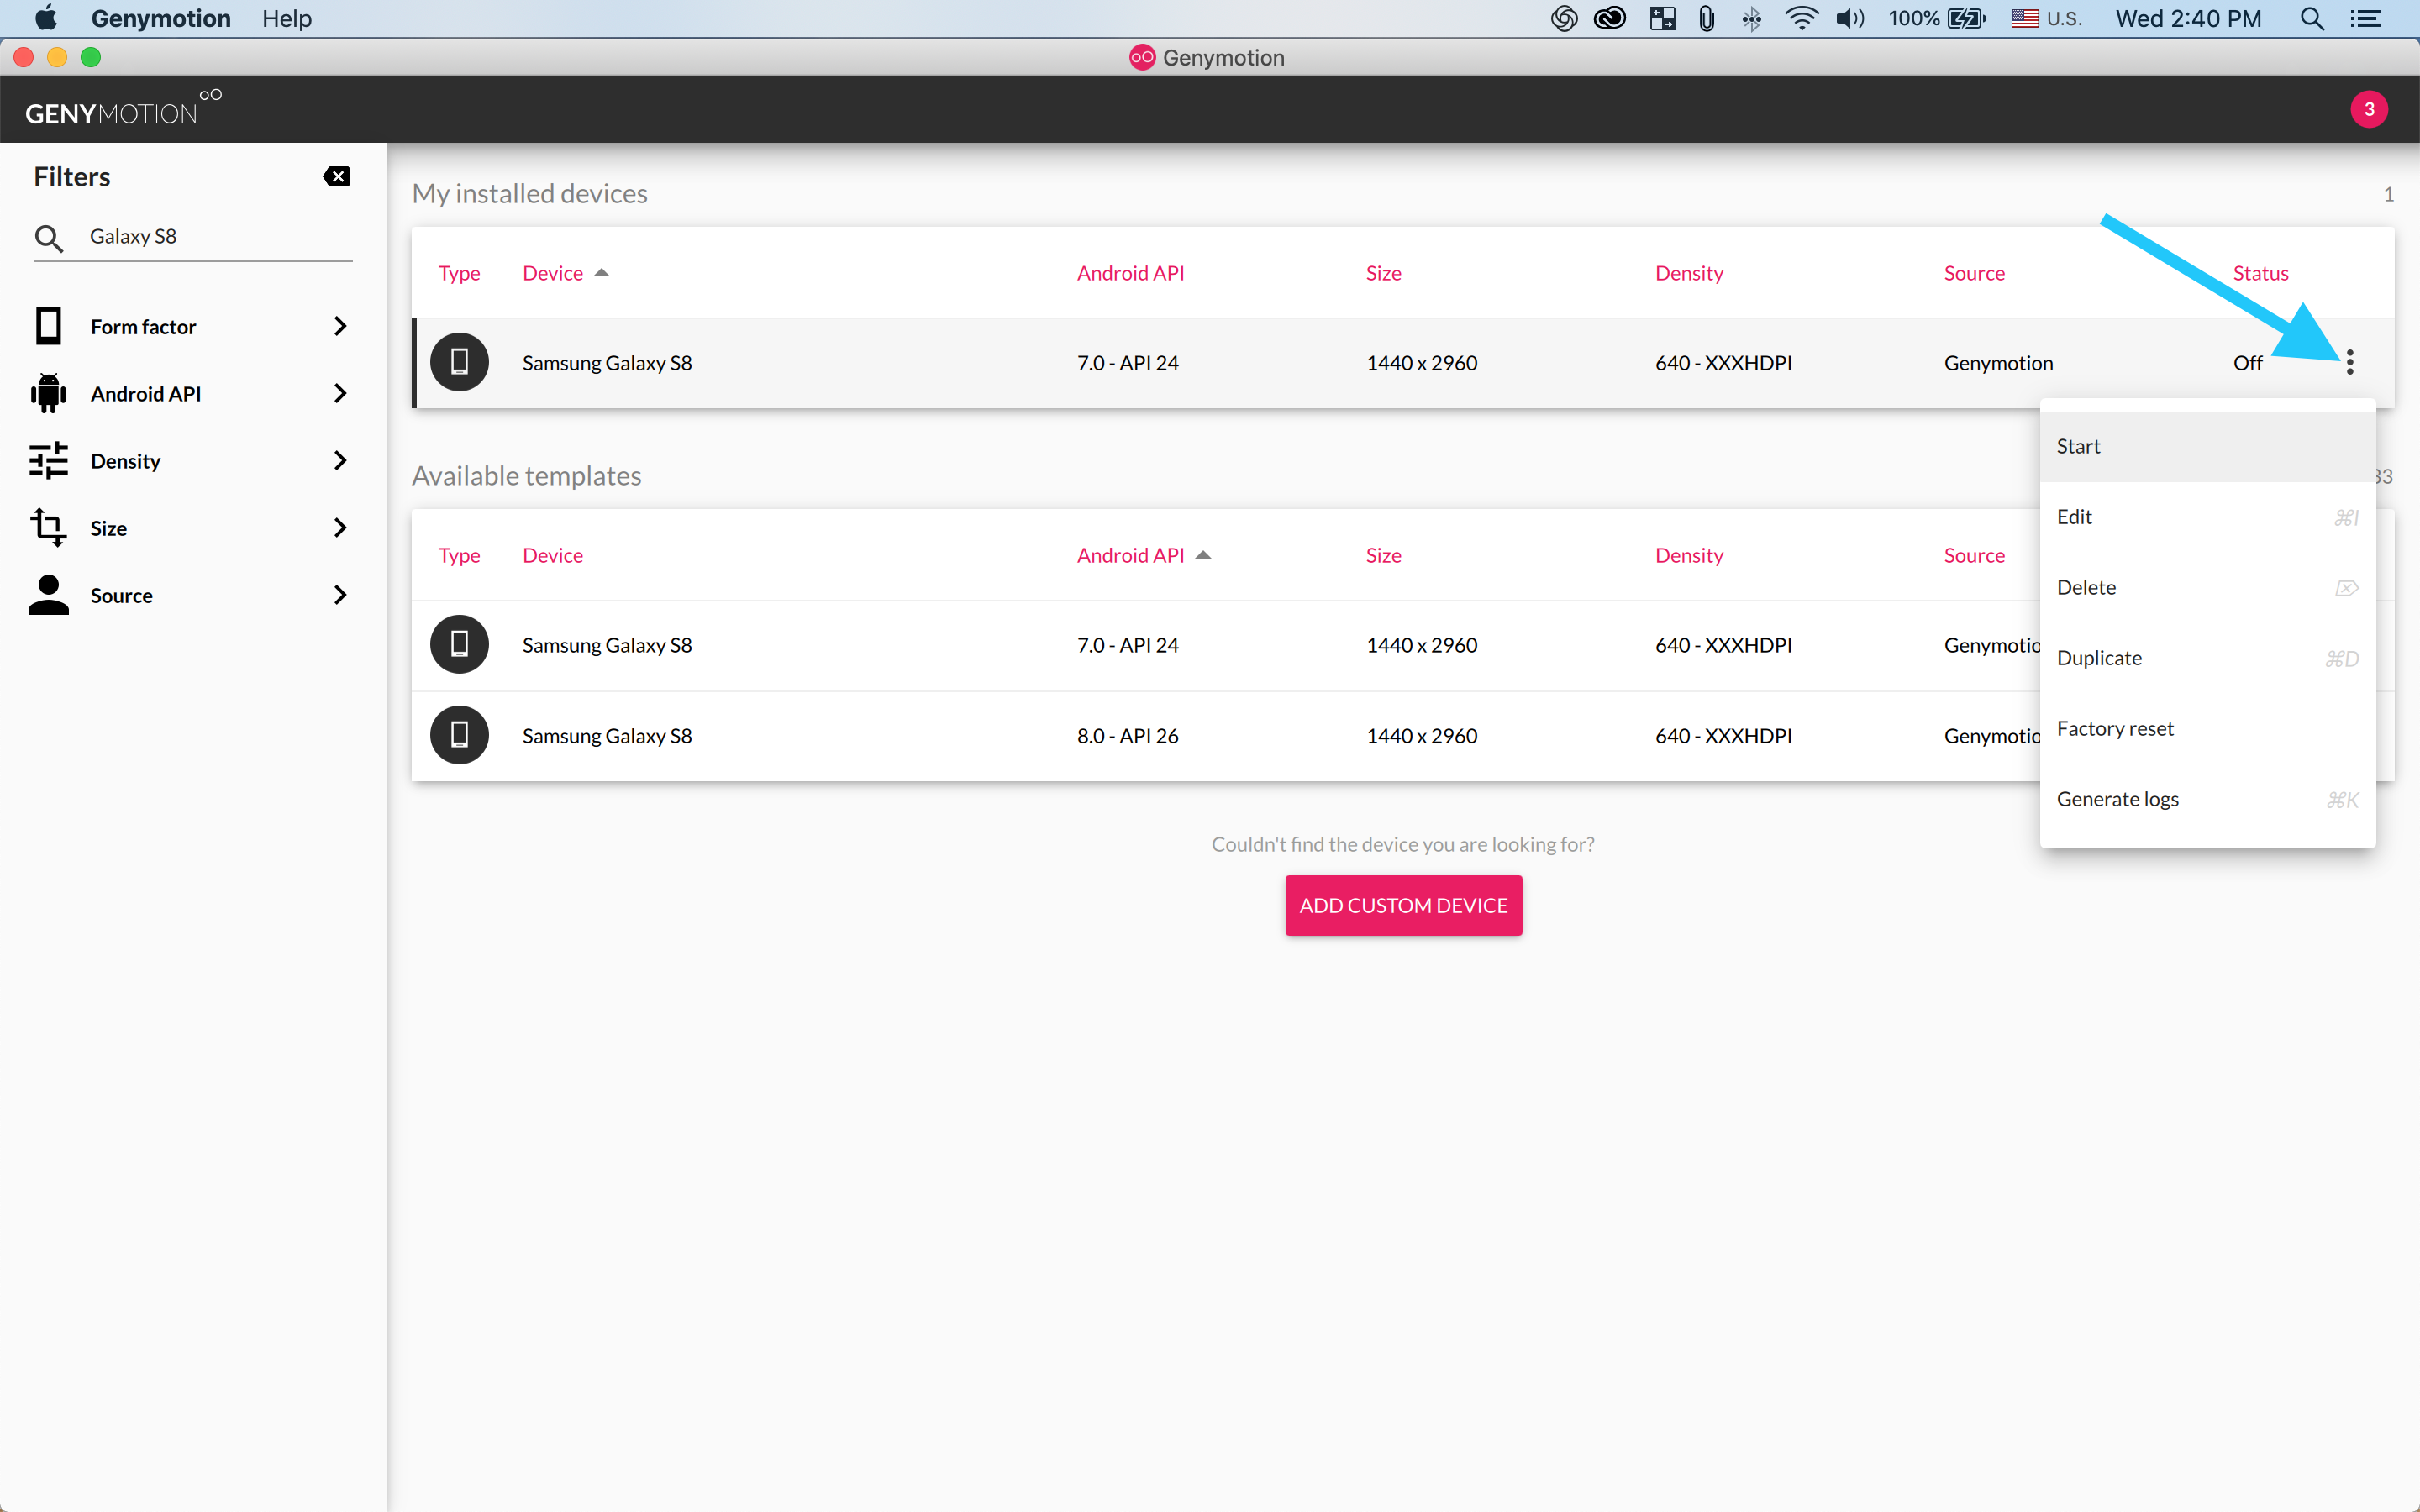 Genymotion Help 100% U.S. Wed 2:40 PM
Genymotion
GENYMOTION 3
Filters
Galaxy S8
Form factor
Android API
Density
Size
Source
My installed devices 1
Type Device Android API Size Density Source Status
Samsung Galaxy S8 7.0 - API 24 1440 x 2960 640 - XXXHDPI Genymotion Off
Available templates
Type Device Android API Size Density Source
Samsung Galaxy S8 7.0 - API 24 1440 x 2960 640 - XXXHDPI Genymotio
Samsung Galaxy S8 8.0 - API 26 1440 x 2960 640 - XXXHDPI Genymotio
Start
Edit ⌘I
Delete ⌦
Duplicate ⌘D
Factory reset
Generate logs ⌘K
Couldn't find the device you are looking for?
ADD CUSTOM DEVICE